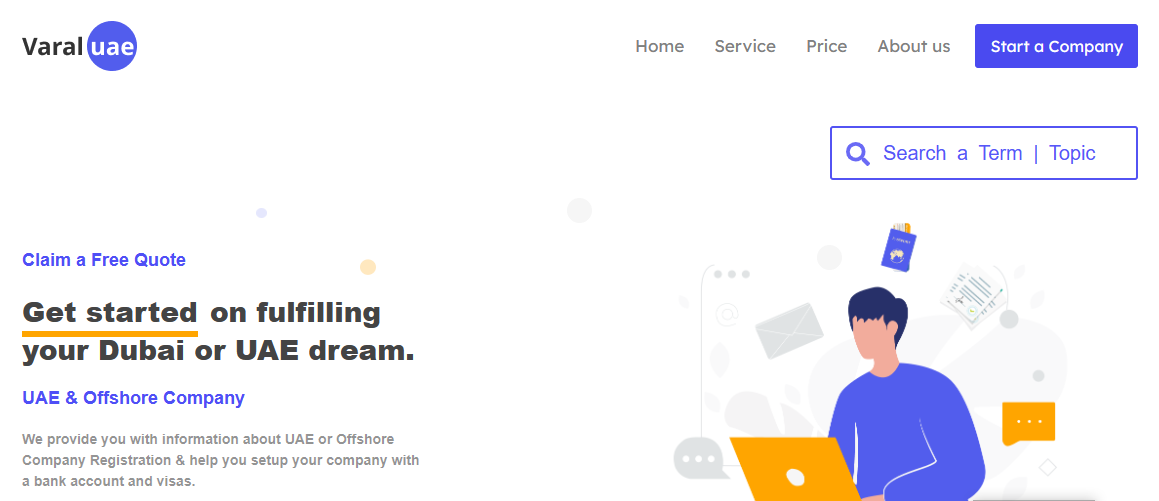 Varal uae
Home Service Price About us Start a Company
Search a Term | Topic
Claim a Free Quote
Get started on fulfilling
your Dubai or UAE dream.
UAE & Offshore Company
We provide you with information about UAE or Offshore
Company Registration & help you setup your company with
a bank account and visas.